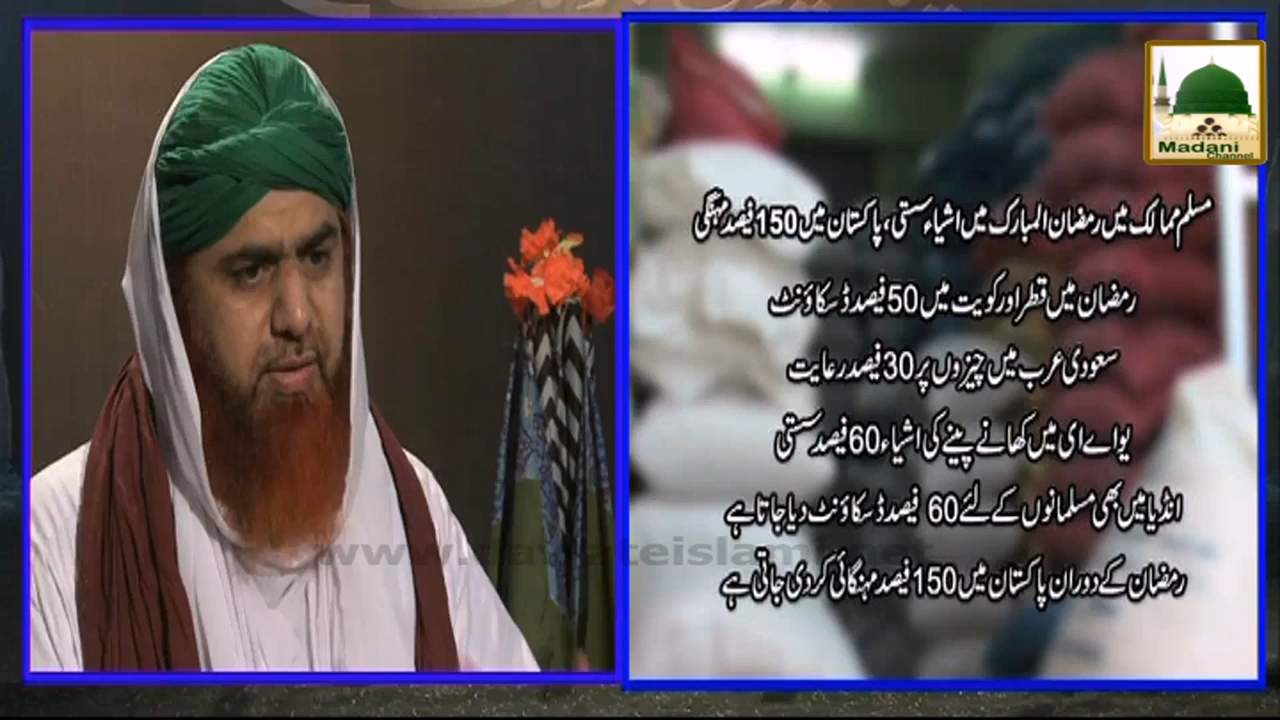 مسلم ممالک میں رمضان المبارک میں اشیاء سستی، پاکستان میں 150 فیصد مہنگی
رمضان میں قطر اور کویت میں 50 فیصد ڈسکاؤنٹ
سعودی عرب میں چیزوں پر 30 فیصد رعایت
یو اے ای میں کھانے پینے کی اشیاء 60 فیصد سستی
انڈیا میں بھی مسلمانوں کے لئے 60 فیصد ڈسکاؤنٹ دیا جاتا ہے
رمضان کے دوران پاکستان میں 150 فیصد مہنگائی کر دی جاتی ہے
Madani
Channel